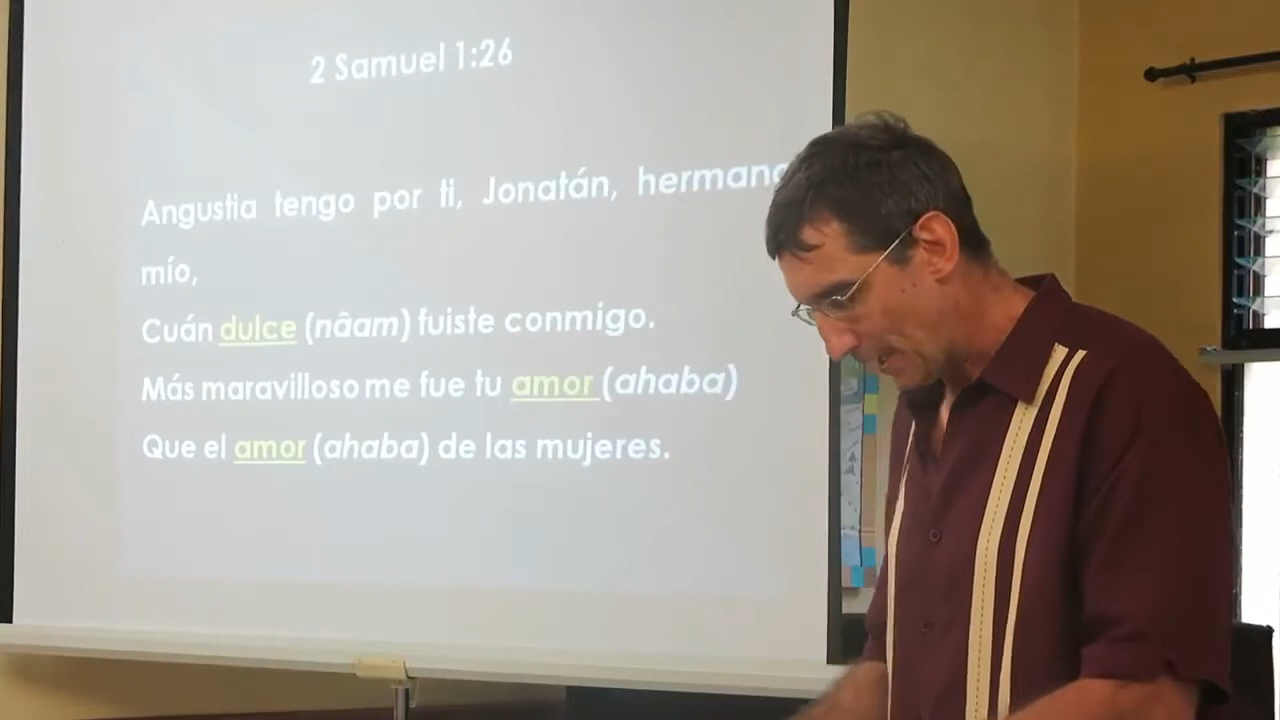 2 Samuel 1:26
Angustia tengo por ti, Jonatán, hermano
mío,
Cuán dulce (nâam) fuiste conmigo.
Más maravilloso me fue tu amor (ahaba)
Que el amor (ahaba) de las mujeres.